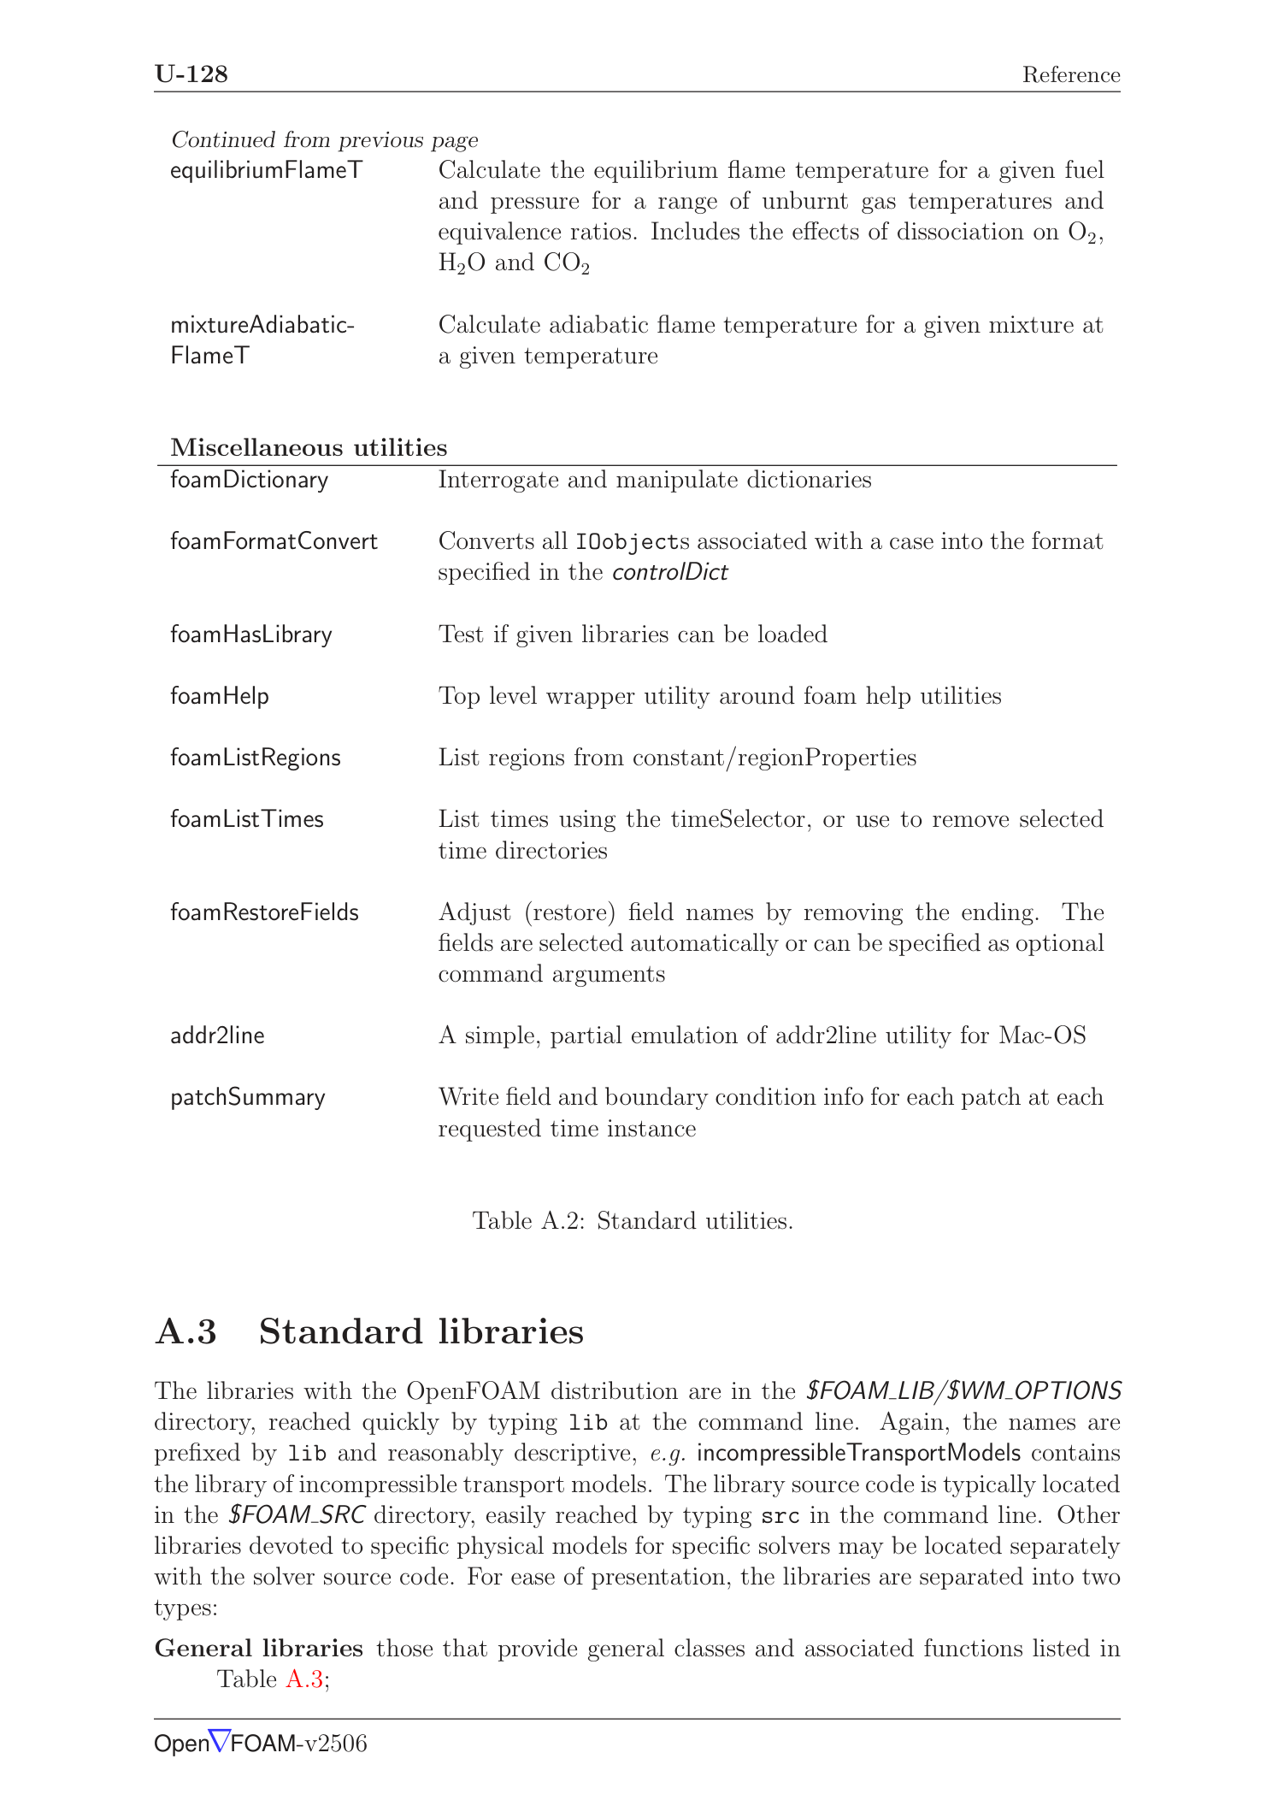 U-128 Reference
Continued from previous page
equilibriumFlameT Calculate the equilibrium flame temperature for a given fuel
and pressure for a range of unburnt gas temperatures and
equivalence ratios. Includes the effects of dissociation on O₂,
H₂O and CO₂
mixtureAdiabatic- Calculate adiabatic flame temperature for a given mixture at
FlameT a given temperature
Miscellaneous utilities
foamDictionary Interrogate and manipulate dictionaries
foamFormatConvert Converts all IOobjects associated with a case into the format
specified in the controlDict
foamHasLibrary Test if given libraries can be loaded
foamHelp Top level wrapper utility around foam help utilities
foamListRegions List regions from constant/regionProperties
foamListTimes List times using the timeSelector, or use to remove selected
time directories
foamRestoreFields Adjust (restore) field names by removing the ending. The
fields are selected automatically or can be specified as optional
command arguments
addr2line A simple, partial emulation of addr2line utility for Mac-OS
patchSummary Write field and boundary condition info for each patch at each
requested time instance
Table A.2: Standard utilities.
A.3 Standard libraries
The libraries with the OpenFOAM distribution are in the $FOAM_LIB/$WM_OPTIONS
directory, reached quickly by typing lib at the command line. Again, the names are
prefixed by lib and reasonably descriptive, e.g. incompressibleTransportModels contains
the library of incompressible transport models. The library source code is typically located
in the $FOAM_SRC directory, easily reached by typing src in the command line. Other
libraries devoted to specific physical models for specific solvers may be located separately
with the solver source code. For ease of presentation, the libraries are separated into two
types:
General libraries those that provide general classes and associated functions listed in
Table A.3;
Open∇FOAM-v2506